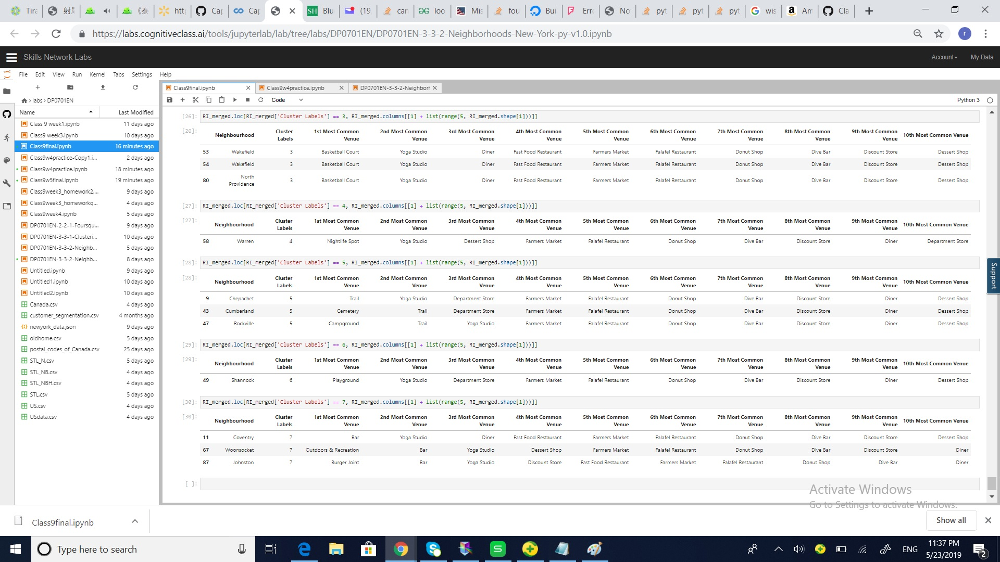 Tira
射
《泰
http
Cap
Cap
Blu
(19
can
loo
Mis
fou
Bui
Erro
No
pyt
pyt
pyt
wis
Am
Cla
https://labs.cognitiveclass.ai/tools/jupyterlab/lab/tree/labs/DP0701EN/DP0701EN-3-3-2-Neighborhoods-New-York-py-v1.0.ipynb
r
Skills Network Labs
Account
My Data
File Edit View Run Kernel Tabs Settings Help
Class9final.ipynb
Class9w4practice.ipynb
DP0701EN-3-3-2-Neighborh
Code
Python 3
> labs > DP0701EN
Name Last Modified
Class 9 week1.ipynb 11 days ago
Class9 week3.ipynb 10 days ago
Class9final.ipynb 16 minutes ago
Class9w4practice-Copy1.i... 2 days ago
Class9w4practice.ipynb 18 minutes ago
Class9w5final.ipynb 19 minutes ago
Class9week3_homework2.... 9 days ago
Class9week3_homeworkq... 4 days ago
Class9week4.ipynb 5 days ago
DP0701EN-2-2-1-Foursqu... 9 days ago
DP0701EN-3-3-1-Clusteri... 10 days ago
DP0701EN-3-3-2-Neighb... 5 days ago
DP0701EN-3-3-2-Neighb... 8 days ago
Untitled.ipynb 9 days ago
Untitled1.ipynb 10 days ago
Untitled2.ipynb 10 days ago
Canada.csv 4 days ago
customer_segmentation.csv 4 months ago
newyork_data.json 9 days ago
oldhome.csv 5 days ago
postal_codes_of_Canada.csv 25 days ago
STL_N.csv 5 days ago
STL_NB.csv 4 days ago
STL_NBH.csv 4 days ago
STL.csv 5 days ago
US.csv 4 days ago
USdata.csv 4 days ago
[26]: RI_merged.loc[RI_merged['Cluster Labels'] == 3, RI_merged.columns[[1] + list(range(5, RI_merged.shape[1]))]]
[26]: Neighbourhood Cluster Labels 1st Most Common Venue 2nd Most Common Venue 3rd Most Common Venue 4th Most Common Venue 5th Most Common Venue 6th Most Common Venue 7th Most Common Venue 8th Most Common Venue 9th Most Common Venue 10th Most Common Venue
53 Wakefield 3 Basketball Court Yoga Studio Diner Fast Food Restaurant Farmers Market Falafel Restaurant Donut Shop Dive Bar Discount Store Dessert Shop
54 Wakefield 3 Basketball Court Yoga Studio Diner Fast Food Restaurant Farmers Market Falafel Restaurant Donut Shop Dive Bar Discount Store Dessert Shop
80 North Providence 3 Basketball Court Yoga Studio Diner Fast Food Restaurant Farmers Market Falafel Restaurant Donut Shop Dive Bar Discount Store Dessert Shop
[27]: RI_merged.loc[RI_merged['Cluster Labels'] == 4, RI_merged.columns[[1] + list(range(5, RI_merged.shape[1]))]]
[27]: Neighbourhood Cluster Labels 1st Most Common Venue 2nd Most Common Venue 3rd Most Common Venue 4th Most Common Venue 5th Most Common Venue 6th Most Common Venue 7th Most Common Venue 8th Most Common Venue 9th Most Common Venue 10th Most Common Venue
58 Warren 4 Nightlife Spot Yoga Studio Dessert Shop Farmers Market Falafel Restaurant Donut Shop Dive Bar Discount Store Diner Department Store
[28]: RI_merged.loc[RI_merged['Cluster Labels'] == 5, RI_merged.columns[[1] + list(range(5, RI_merged.shape[1]))]]
[28]: Neighbourhood Cluster Labels 1st Most Common Venue 2nd Most Common Venue 3rd Most Common Venue 4th Most Common Venue 5th Most Common Venue 6th Most Common Venue 7th Most Common Venue 8th Most Common Venue 9th Most Common Venue 10th Most Common Venue
9 Chepachet 5 Trail Yoga Studio Department Store Farmers Market Falafel Restaurant Donut Shop Dive Bar Discount Store Diner Dessert Shop
43 Cumberland 5 Cemetery Trail Department Store Farmers Market Falafel Restaurant Donut Shop Dive Bar Discount Store Diner Dessert Shop
47 Rockville 5 Campground Trail Yoga Studio Farmers Market Falafel Restaurant Donut Shop Dive Bar Discount Store Diner Dessert Shop
[29]: RI_merged.loc[RI_merged['Cluster Labels'] == 6, RI_merged.columns[[1] + list(range(5, RI_merged.shape[1]))]]
[29]: Neighbourhood Cluster Labels 1st Most Common Venue 2nd Most Common Venue 3rd Most Common Venue 4th Most Common Venue 5th Most Common Venue 6th Most Common Venue 7th Most Common Venue 8th Most Common Venue 9th Most Common Venue 10th Most Common Venue
49 Shannock 6 Playground Yoga Studio Department Store Farmers Market Falafel Restaurant Donut Shop Dive Bar Discount Store Diner Dessert Shop
[30]: RI_merged.loc[RI_merged['Cluster Labels'] == 7, RI_merged.columns[[1] + list(range(5, RI_merged.shape[1]))]]
[30]: Neighbourhood Cluster Labels 1st Most Common Venue 2nd Most Common Venue 3rd Most Common Venue 4th Most Common Venue 5th Most Common Venue 6th Most Common Venue 7th Most Common Venue 8th Most Common Venue 9th Most Common Venue 10th Most Common Venue
11 Coventry 7 Bar Yoga Studio Diner Fast Food Restaurant Farmers Market Falafel Restaurant Donut Shop Dive Bar Discount Store Dessert Shop
67 Woonsocket 7 Outdoors & Recreation Bar Yoga Studio Dessert Shop Farmers Market Falafel Restaurant Donut Shop Dive Bar Discount Store Diner
87 Johnston 7 Burger Joint Bar Yoga Studio Discount Store Fast Food Restaurant Farmers Market Falafel Restaurant Donut Shop Dive Bar Diner
[ ]:
Support
Activate Windows
Go to Settings to activate Windows.
Class9final.ipynb
Show all
Type here to search
ENG
11:37 PM
5/23/2019
2